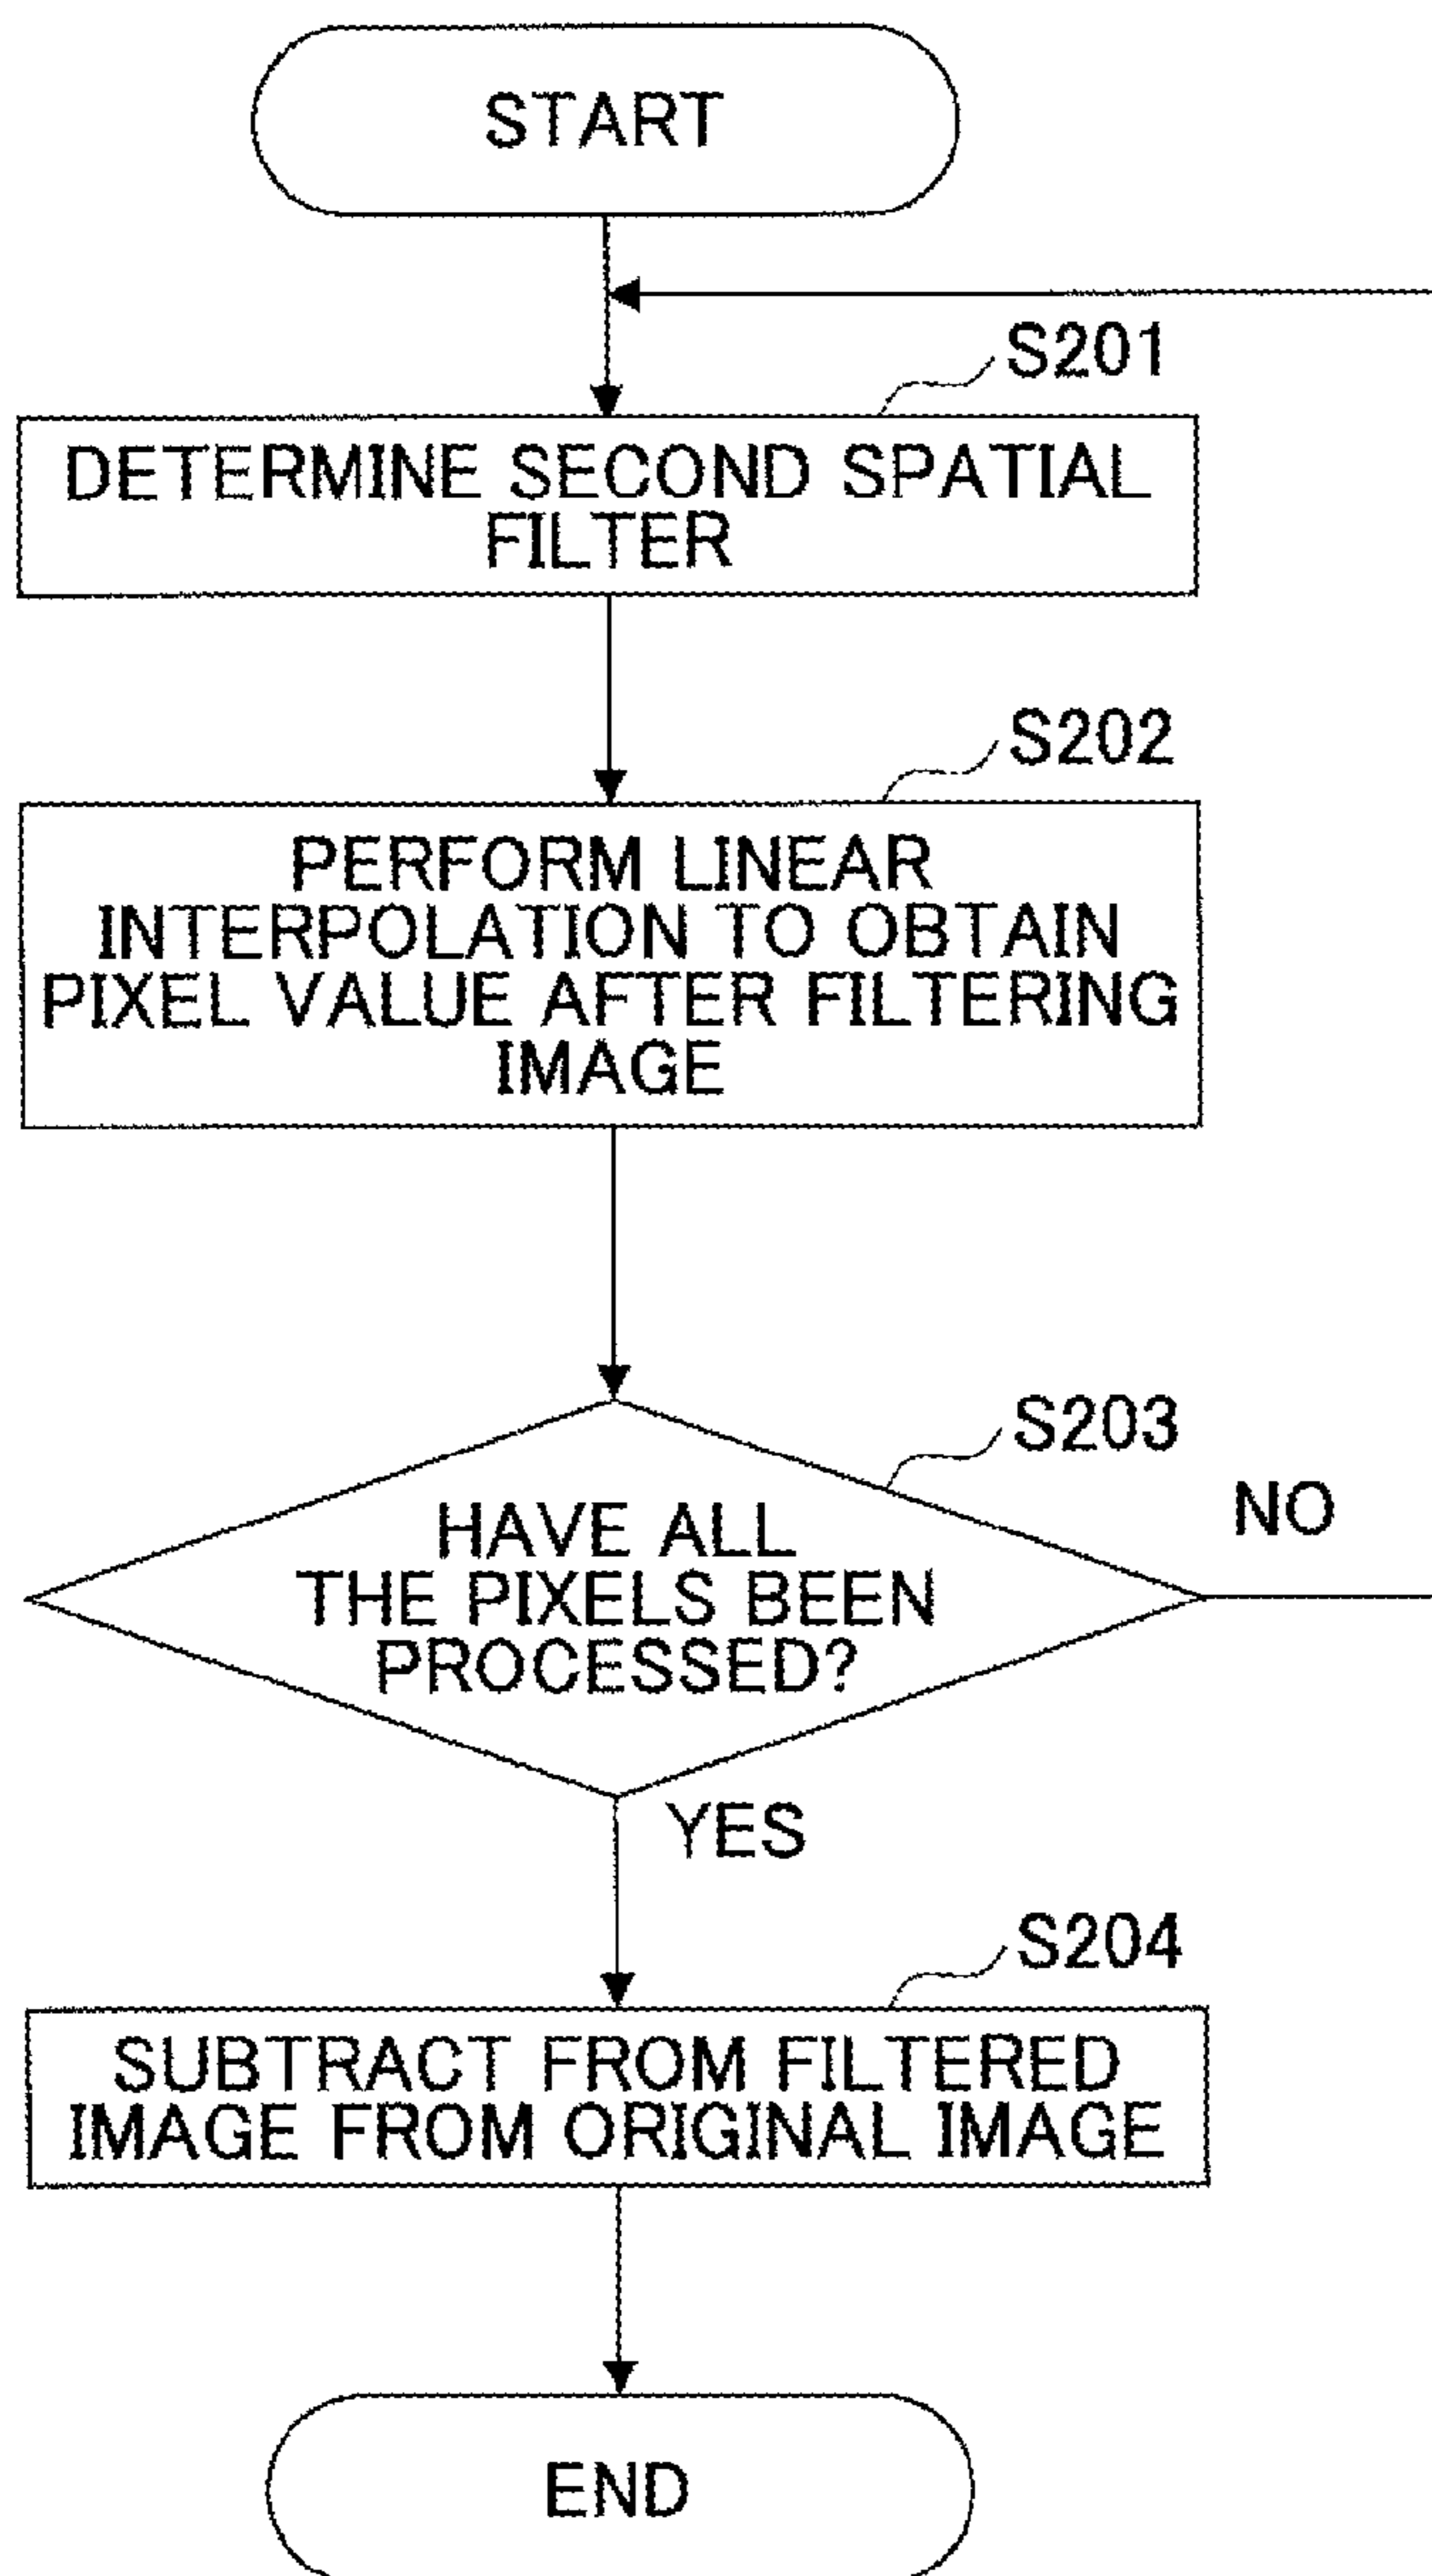 START
S201
DETERMINE SECOND SPATIAL
FILTER
S202
PERFORM LINEAR
INTERPOLATION TO OBTAIN
PIXEL VALUE AFTER FILTERING
IMAGE
S203
HAVE ALL
THE PIXELS BEEN
PROCESSED?
NO
YES
S204
SUBTRACT FROM FILTERED
IMAGE FROM ORIGINAL IMAGE
END